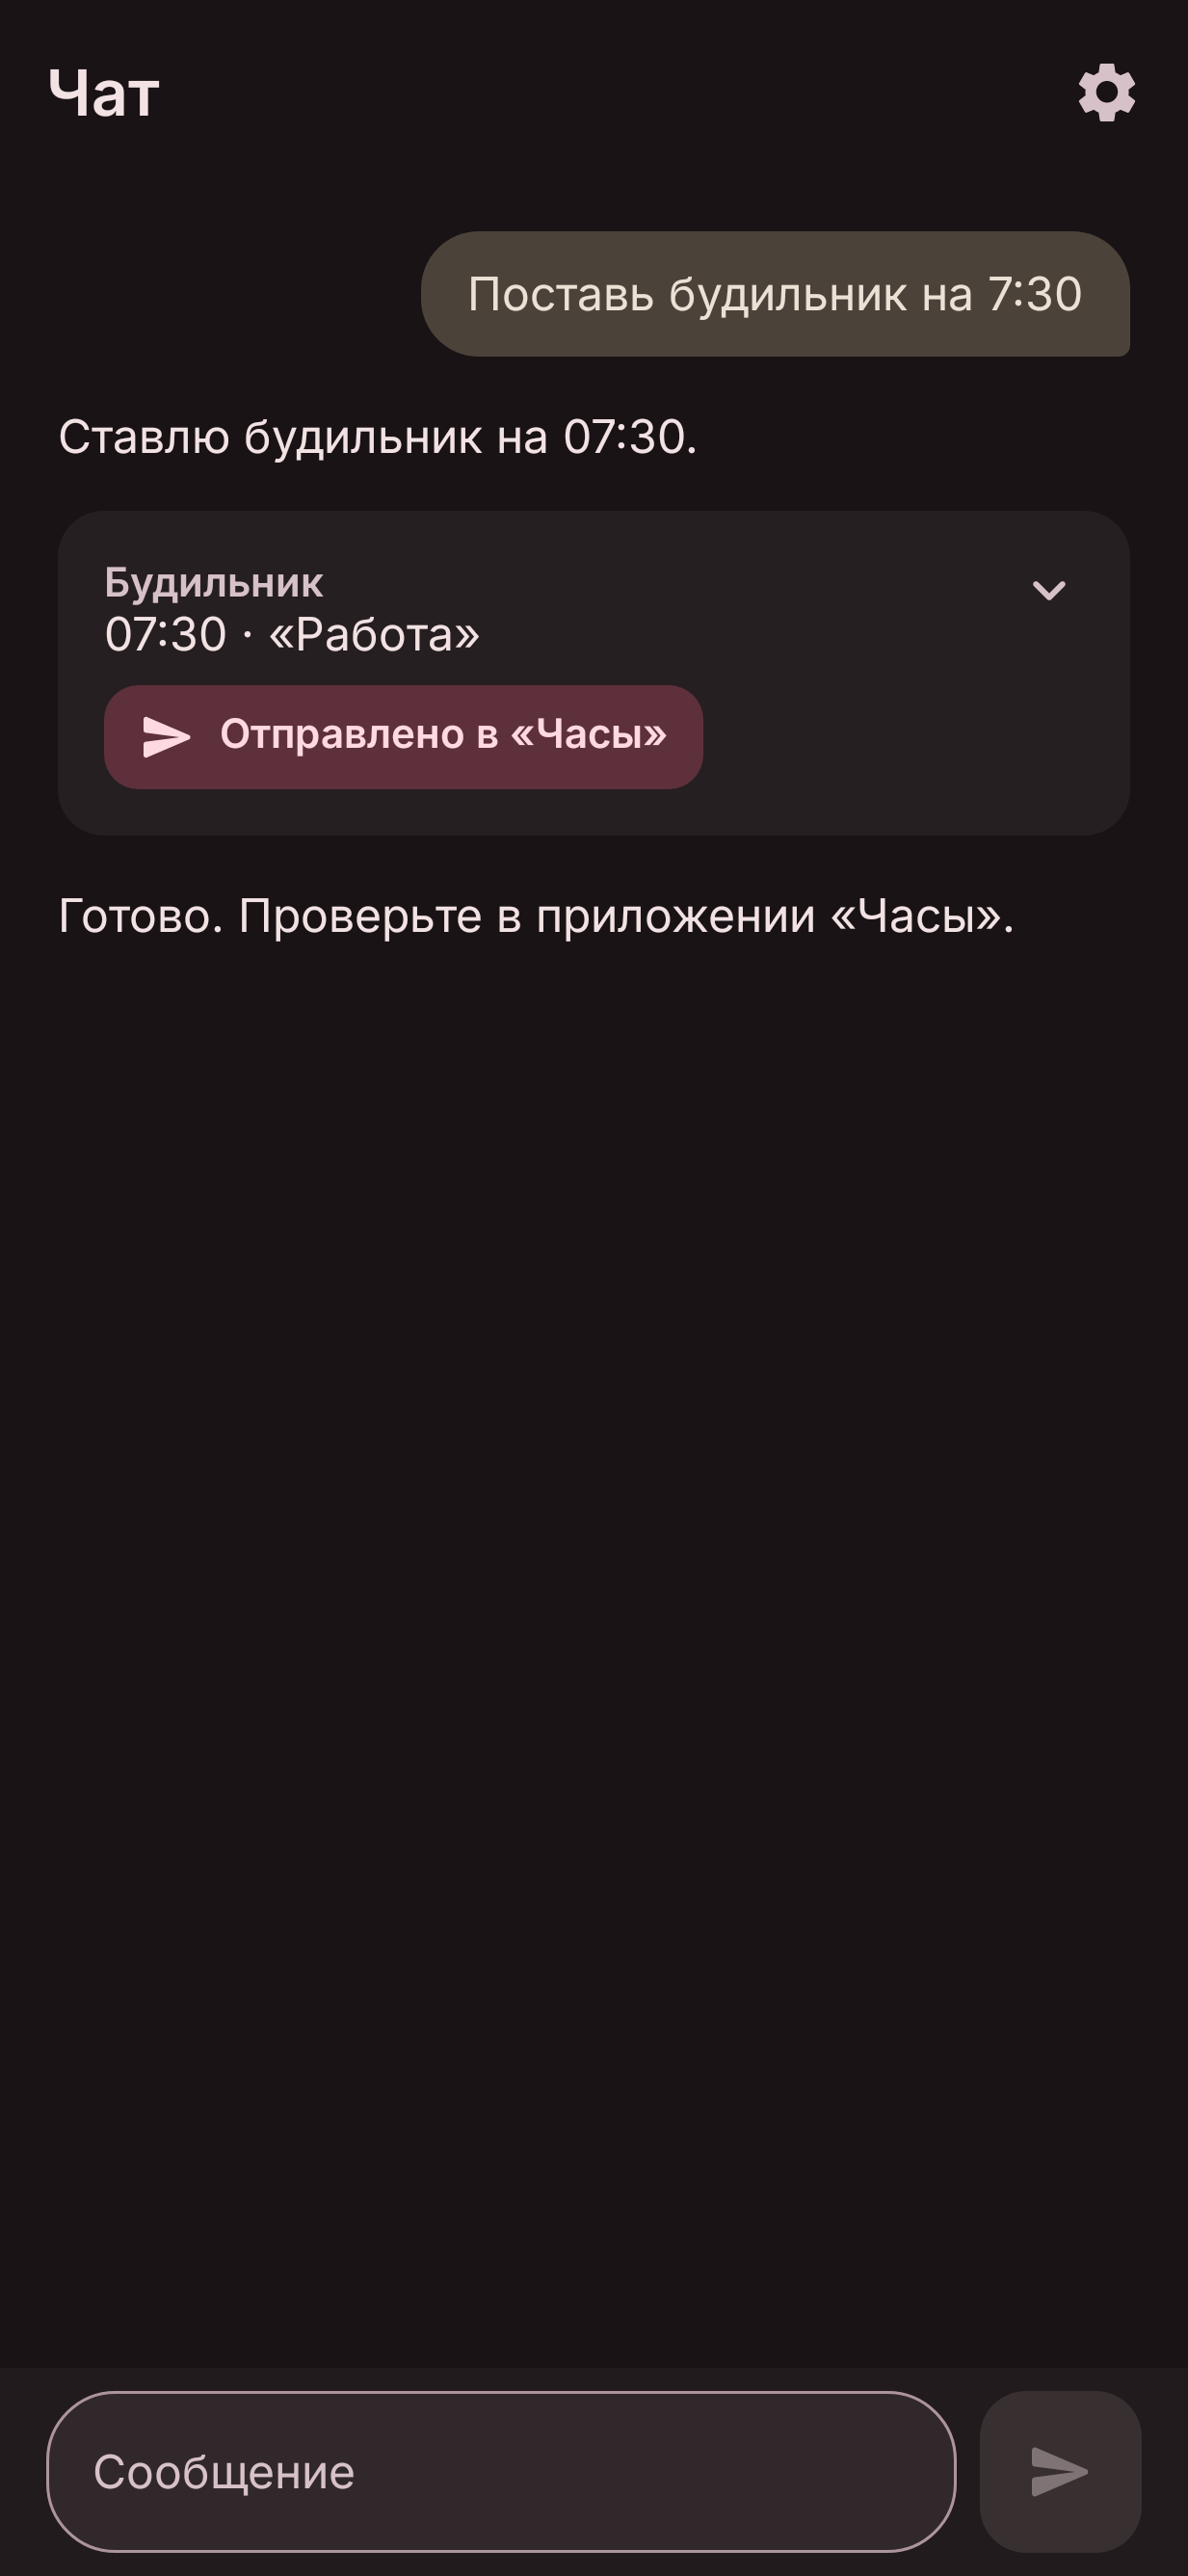 Чат
Поставь будильник на 7:30
Ставлю будильник на 07:30.
Будильник
07:30 · «Работа»
Отправлено в «Часы»
Готово. Проверьте в приложении «Часы».
Сообщение